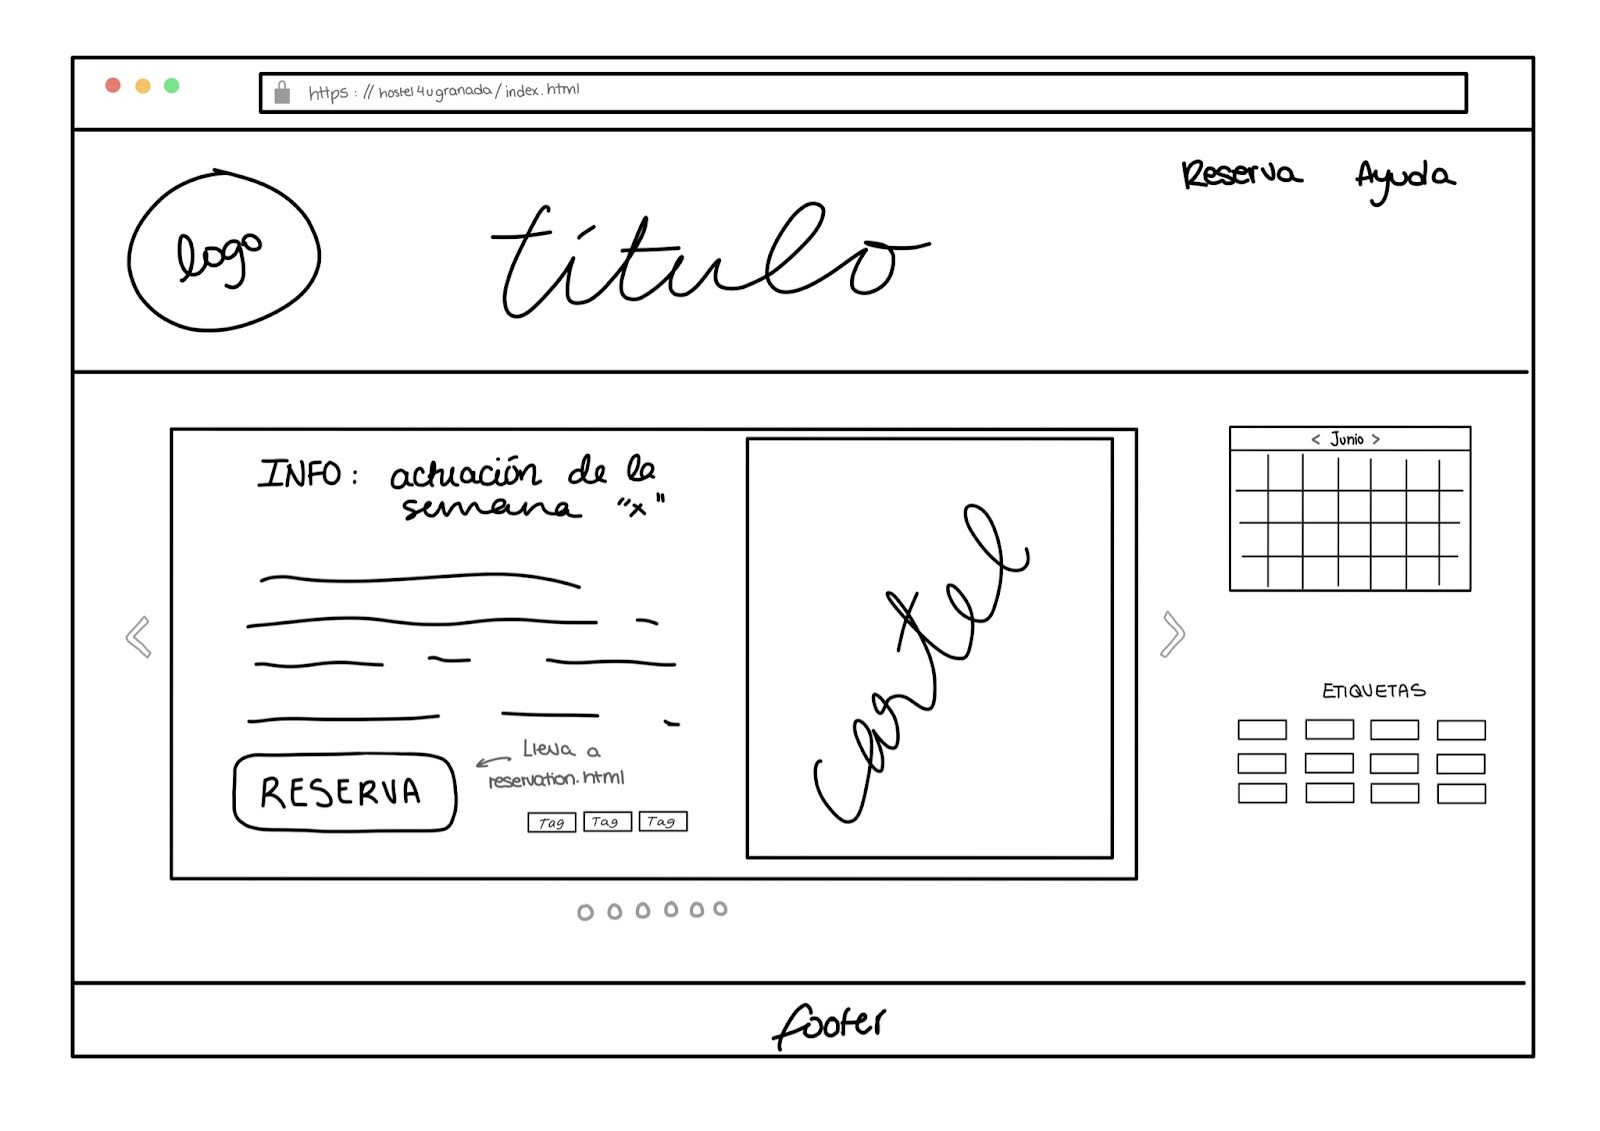 https://hostel4ugranada/index.html
Reserva Ayuda
logo
título
INFO: actuación de la
semana "x"
Lleva a
reservation.html
RESERVA
Tag Tag Tag
cartel
< Junio >
ETIQUETAS
footer